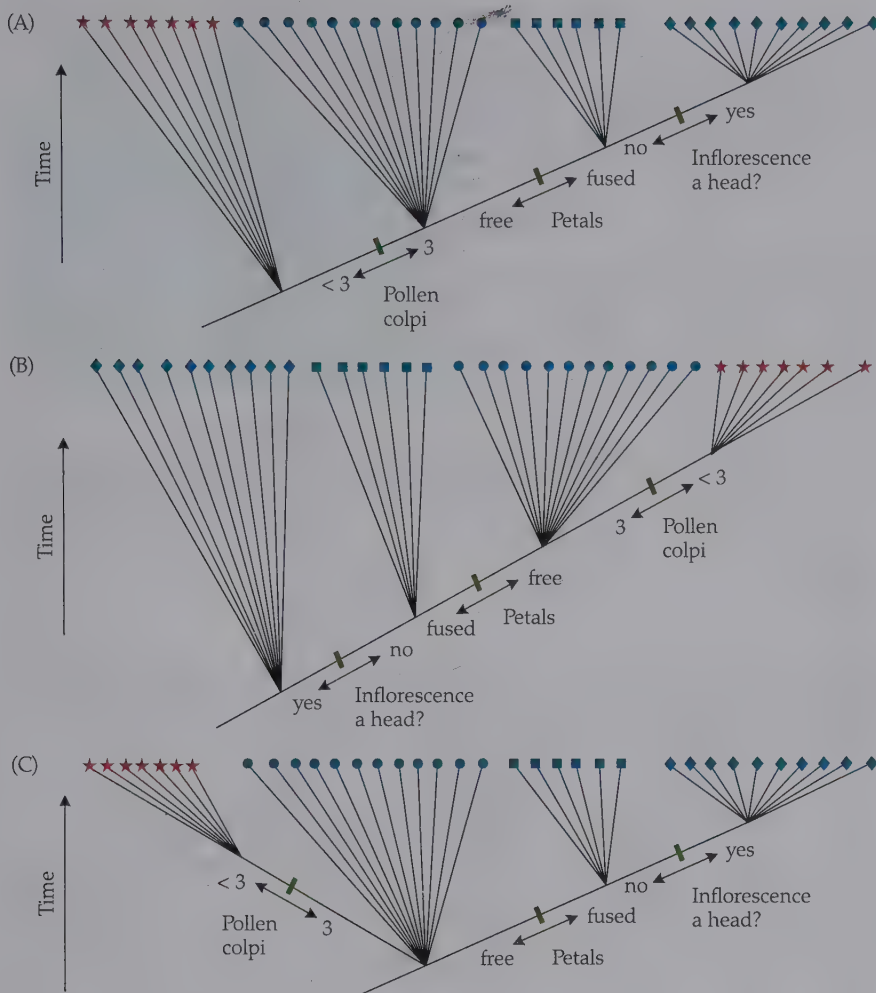 (A)
Time
yes
no
Inflorescence
a head?
fused
free Petals
3
< 3
Pollen
colpi
(B)
Time
< 3
3
Pollen
colpi
free
fused
Petals
no
yes
Inflorescence
a head?
(C)
Time
yes
< 3
no
Inflorescence
a head?
Pollen
colpi
3
fused
free Petals